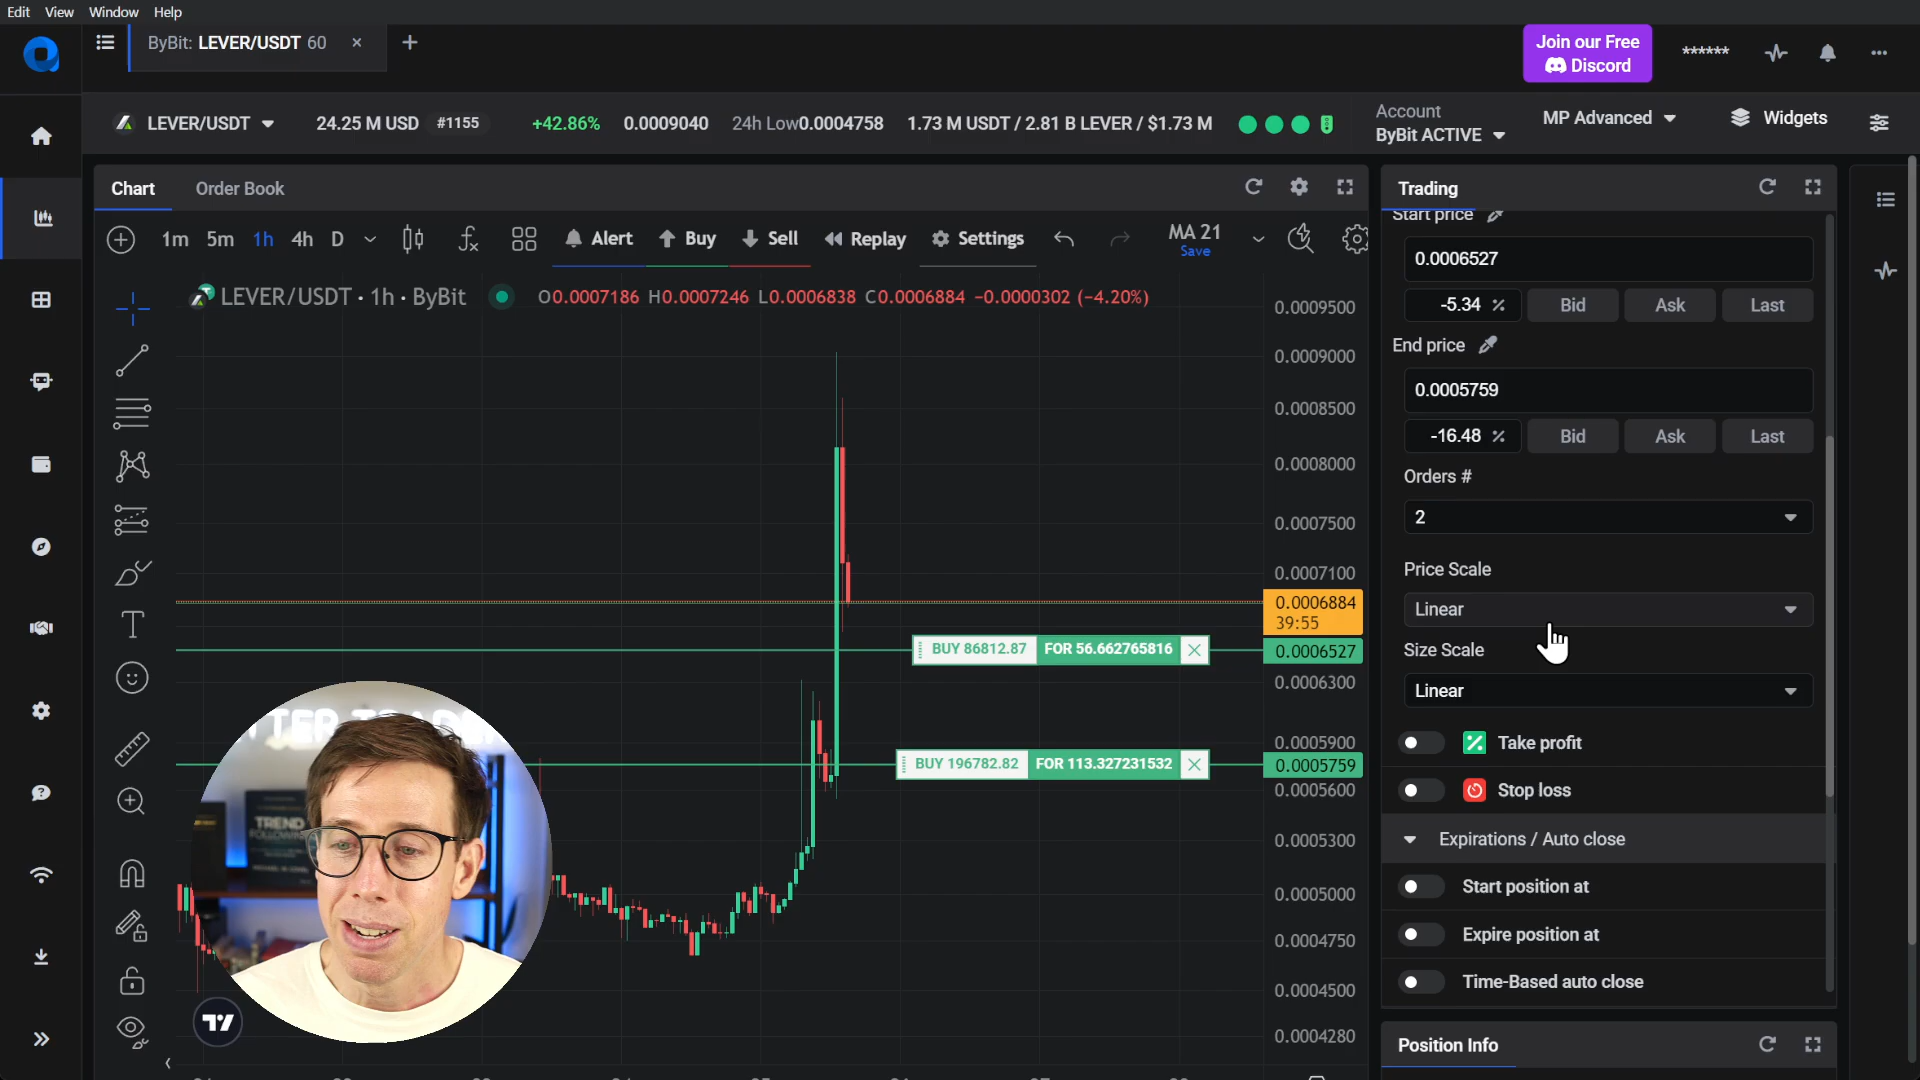 Edit View Window Help
ByBit: LEVER/USDT 60
Join our Free
Discord
******
LEVER/USDT 24.25 M USD #1155 +42.86% 0.0009040 24h Low0.0004758 1.73 M USDT / 2.81 B LEVER / $1.73 M
Account
ByBit ACTIVE
MP Advanced
Widgets
Chart Order Book
1m 5m 1h 4h D Alert Buy Sell Replay Settings MA 21
Save
LEVER/USDT · 1h · ByBit O0.0007186 H0.0007246 L0.0006838 C0.0006884 −0.0000302 (−4.20%)
0.0009500
0.0009000
0.0008500
0.0008000
0.0007500
0.0007100
0.0006884
39:55
BUY 86812.87 FOR 56.662765816 0.0006527
0.0006300
0.0005900
BUY 196782.82 FOR 113.327231532 0.0005759
0.0005600
0.0005300
0.0005000
0.0004750
0.0004500
0.0004280
TREND
FOLLOWING
Trading
Start price
0.0006527
-5.34 % Bid Ask Last
End price
0.0005759
-16.48 % Bid Ask Last
Orders #
2
Price Scale
Linear
Size Scale
Linear
Take profit
Stop loss
Expirations / Auto close
Start position at
Expire position at
Time-Based auto close
Position Info